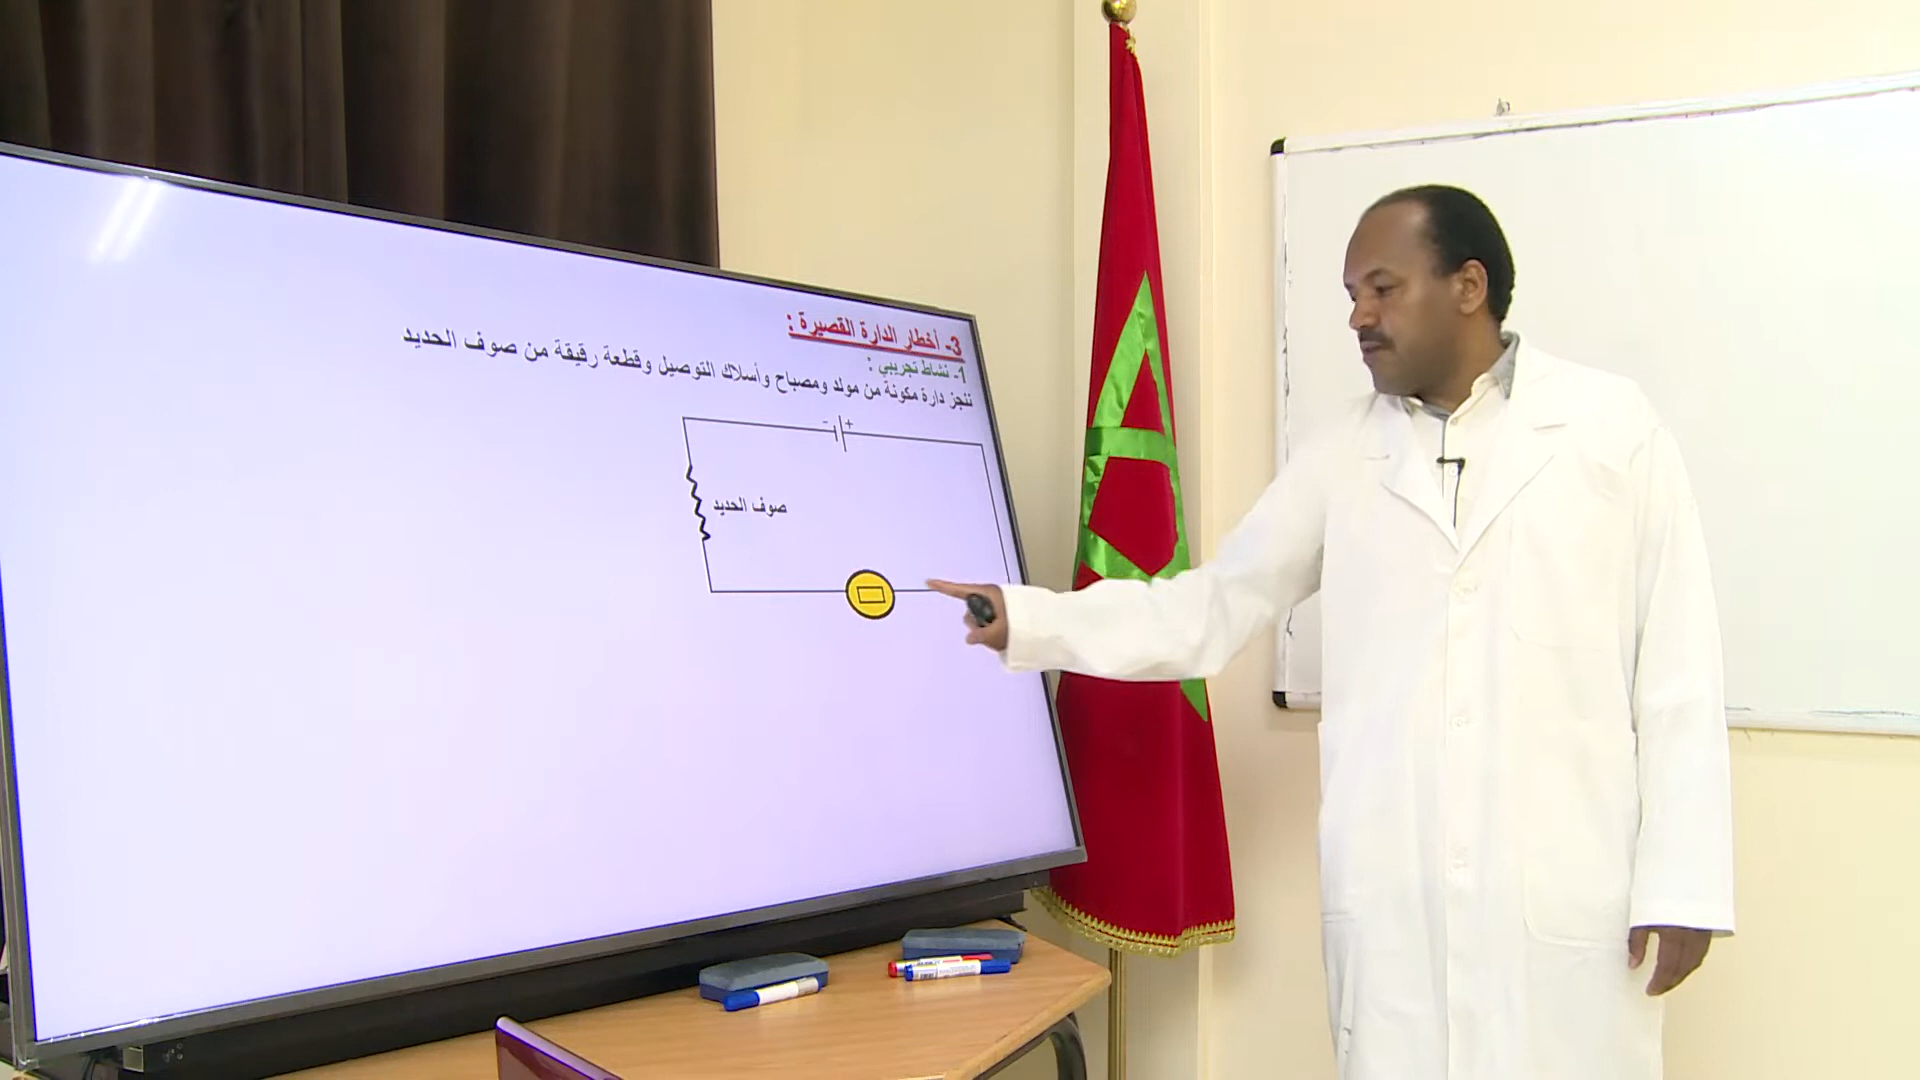 3- أخطار الدارة القصيرة :
1- نشاط تجريبي :
ننجز دارة مكونة من مولد ومصباح وأسلاك التوصيل وقطعة رقيقة من صوف الحديد
- +
صوف الحديد